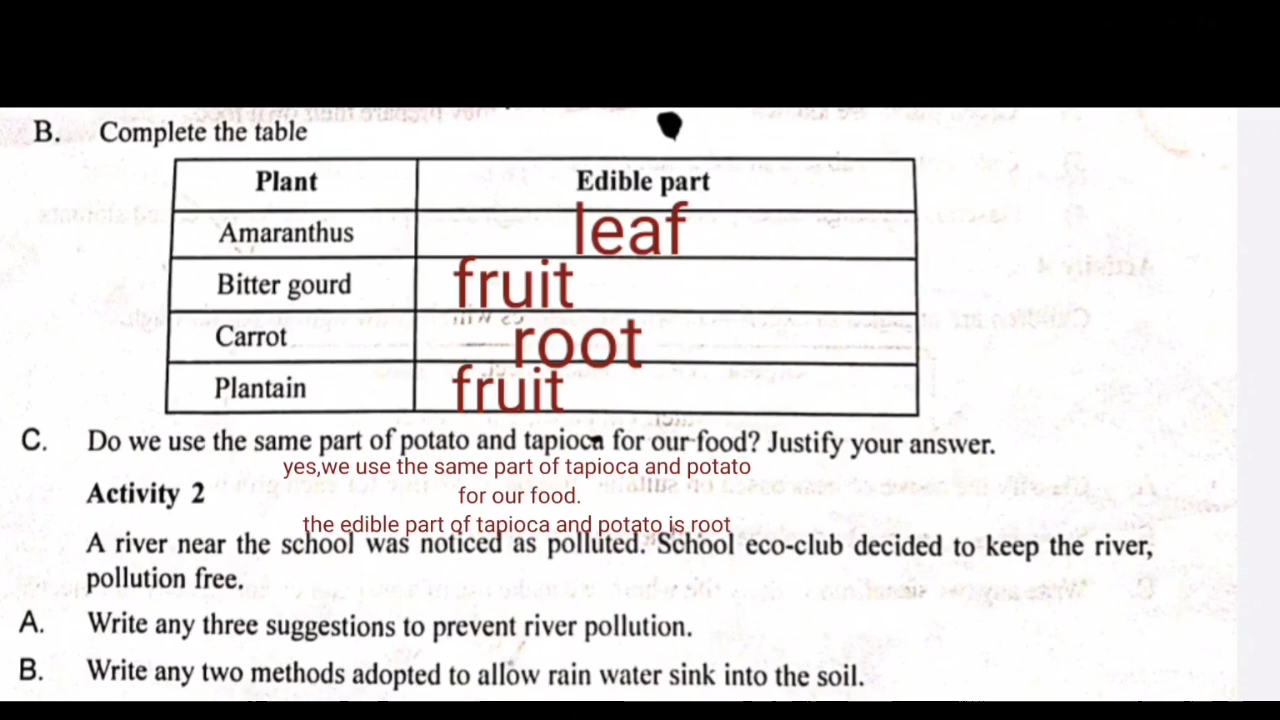 B. Complete the table
Plant Edible part
Amaranthus leaf
Bitter gourd fruit
Carrot root
Plantain fruit
C. Do we use the same part of potato and tapioca for our food? Justify your answer.
yes,we use the same part of tapioca and potato
for our food.
the edible part of tapioca and potato is root
Activity 2
A river near the school was noticed as polluted. School eco-club decided to keep the river,
pollution free.
A. Write any three suggestions to prevent river pollution.
B. Write any two methods adopted to allow rain water sink into the soil.